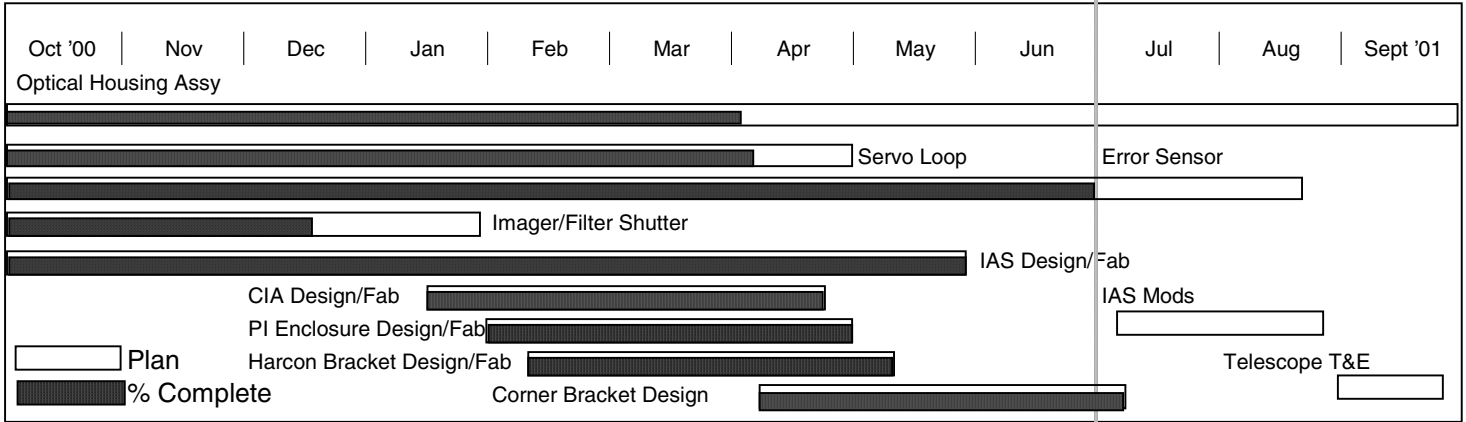 Oct '00 Nov Dec Jan Feb Mar Apr May Jun Jul Aug Sept '01
Optical Housing Assy
Servo Loop Error Sensor
Imager/Filter Shutter
IAS Design/Fab
CIA Design/Fab IAS Mods
PI Enclosure Design/Fab
Plan Harcon Bracket Design/Fab Telescope T&E
% Complete Corner Bracket Design